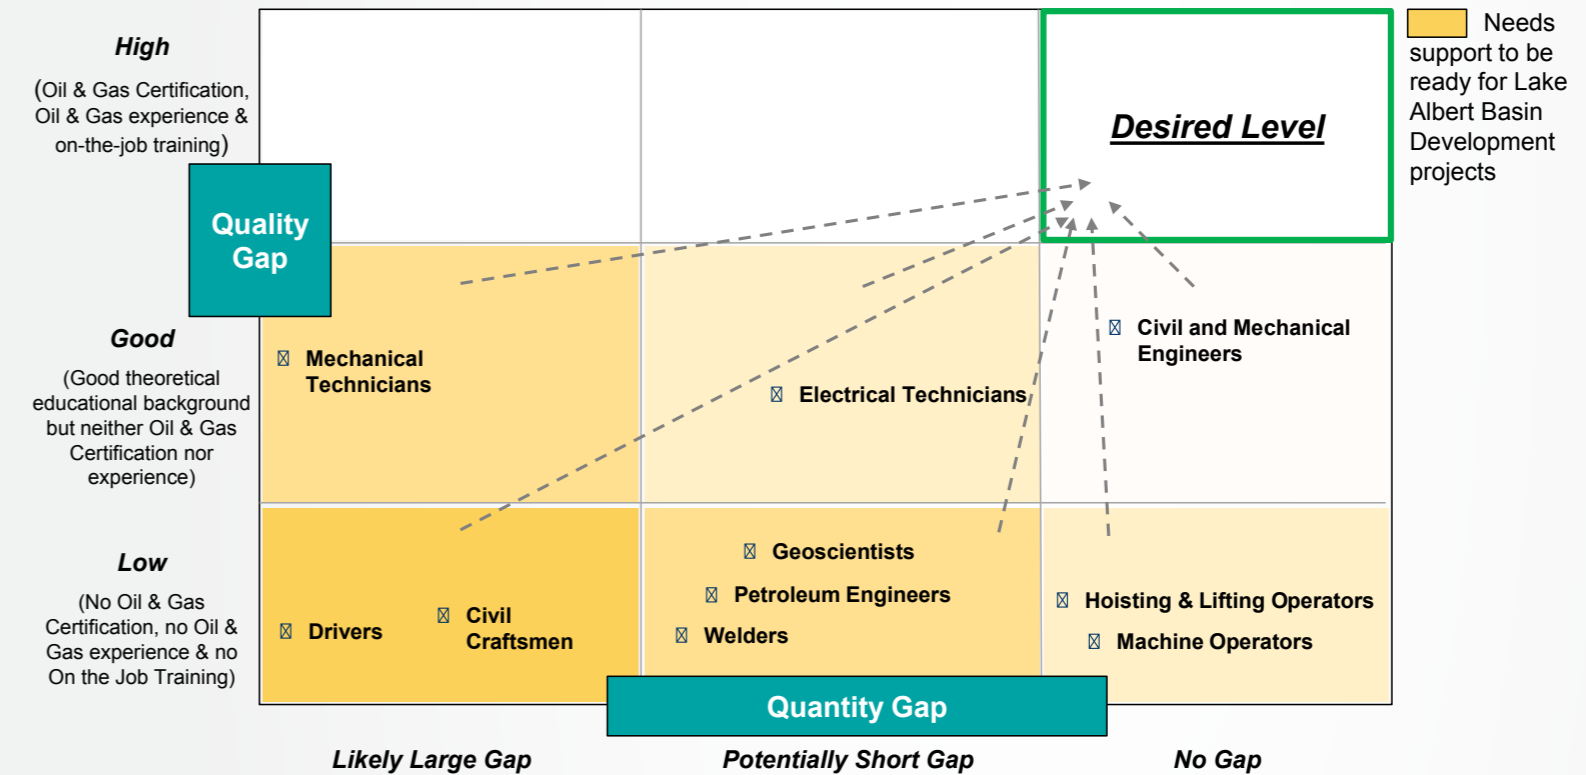 High
(Oil & Gas Certification,
Oil & Gas experience &
on-the-job training)
Quality
Gap
Good
(Good theoretical
educational background
but neither Oil & Gas
Certification nor
experience)
Low
(No Oil & Gas
Certification, no Oil &
Gas experience & no
On the Job Training)
Desired Level
Needs
support to be
ready for Lake
Albert Basin
Development
projects
Mechanical
Technicians
Electrical Technicians
Civil and Mechanical
Engineers
Drivers
Civil
Craftsmen
Geoscientists
Petroleum Engineers
Welders
Hoisting & Lifting Operators
Machine Operators
Quantity Gap
Likely Large Gap
Potentially Short Gap
No Gap